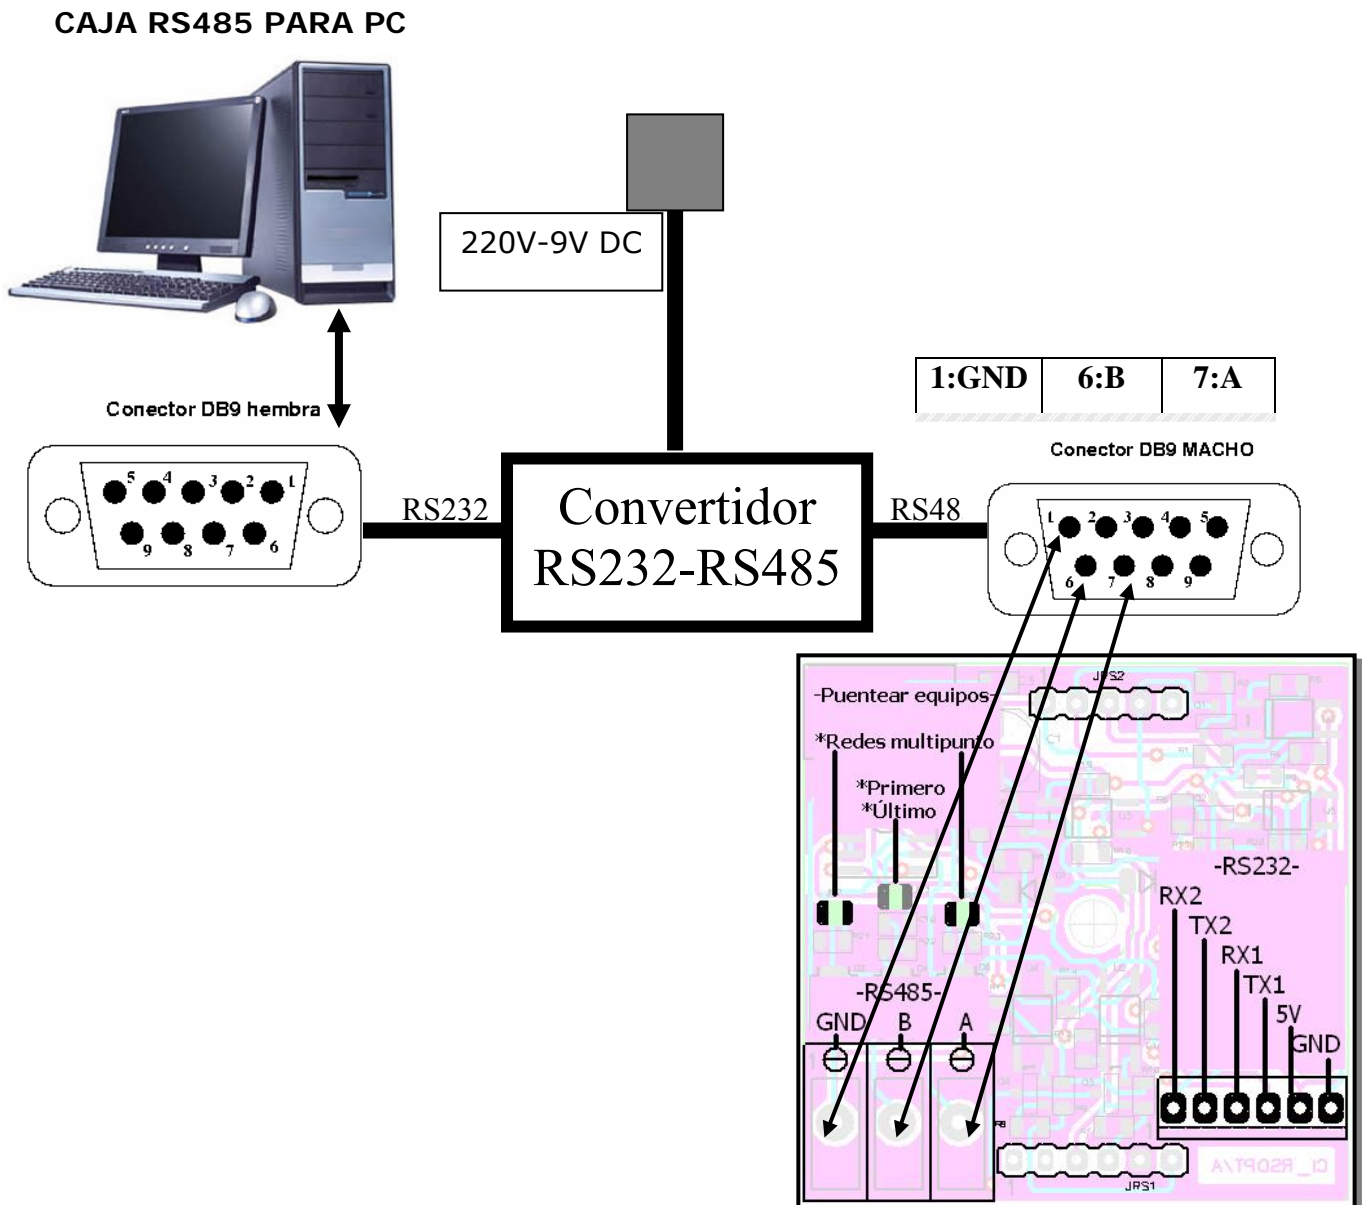 CAJA RS485 PARA PC
220V-9V DC
1:GND 6:B 7:A
Conector DB9 hembra
Conector DB9 MACHO
5 4 3 2 1
9 8 7 6
RS232
Convertidor
RS232-RS485
RS48
1 2 3 4 5
6 7 8 9
JRS2
-Puentear equipos-
*Redes multipunto
*Primero
*Último
-RS232-
RX2
TX2
RX1
TX1
5V
GND
-RS485-
GND B A
JRS1
CI_RSOPT/A